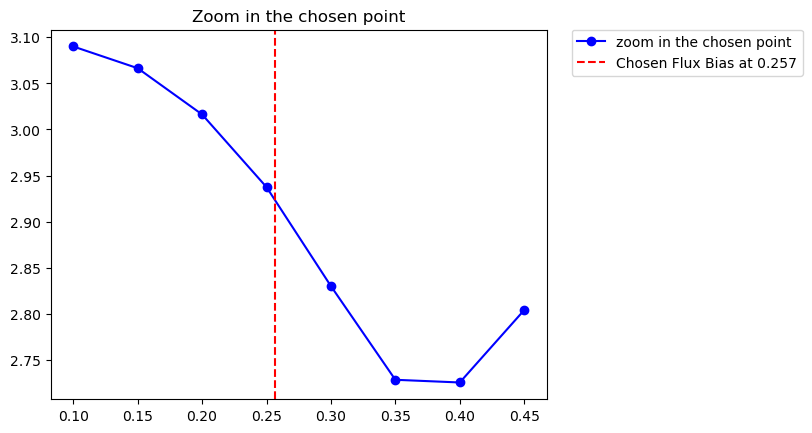 Zoom in the chosen point
zoom in the chosen point
Chosen Flux Bias at 0.257
3.10
3.05
3.00
2.95
2.90
2.85
2.80
2.75
0.10 0.15 0.20 0.25 0.30 0.35 0.40 0.45